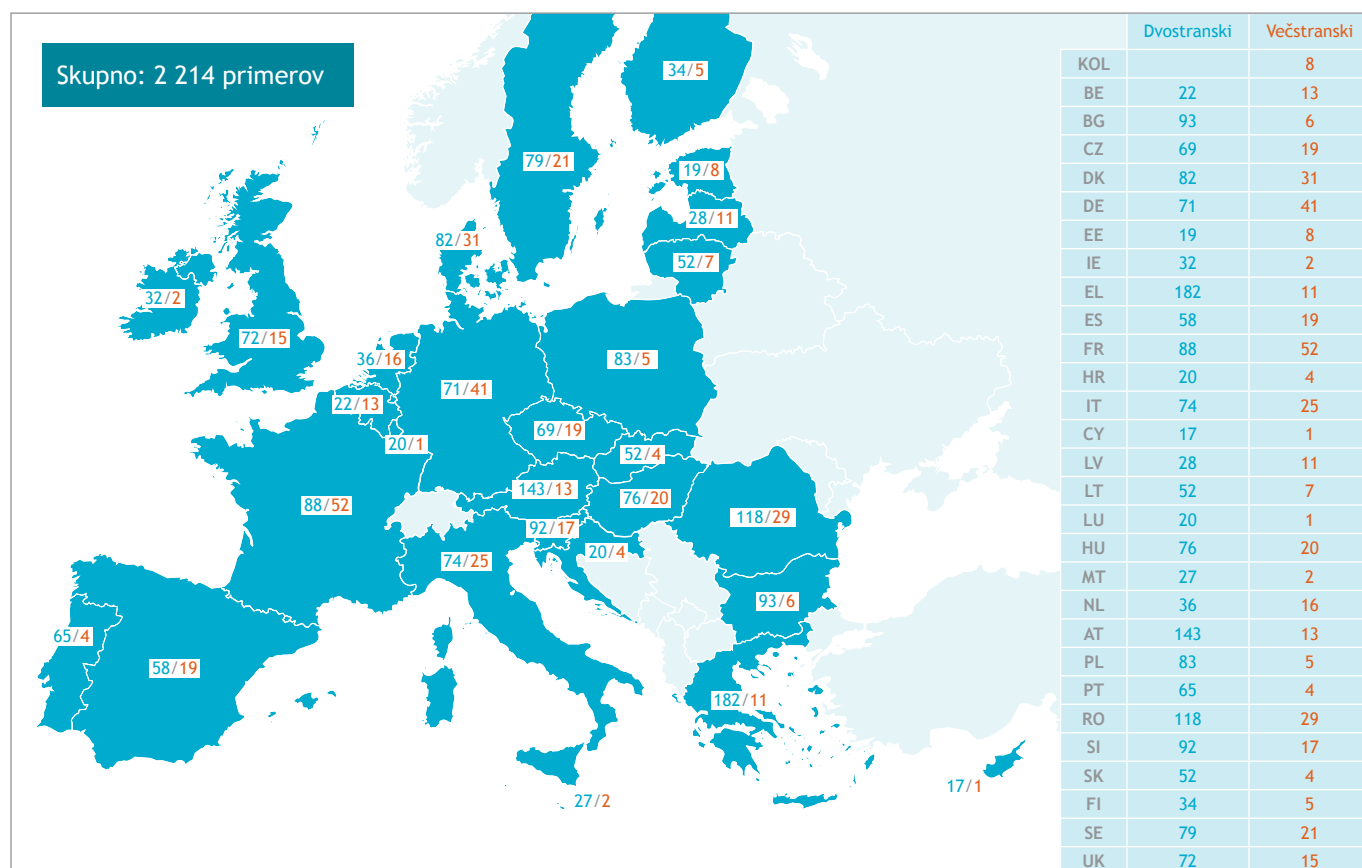 Skupno: 2 214 primerov
34/5
79/21
19/8
28/11
82/31
52/7
32/2
72/15
36/16
83/5
71/41
22/13
69/19
20/1
52/4
143/13
76/20
88/52
118/29
92/17
20/4
74/25
93/6
65/4
58/19
182/11
17/1
27/2
Dvostranski Večstranski
KOL 8
BE 22 13
BG 93 6
CZ 69 19
DK 82 31
DE 71 41
EE 19 8
IE 32 2
EL 182 11
ES 58 19
FR 88 52
HR 20 4
IT 74 25
CY 17 1
LV 28 11
LT 52 7
LU 20 1
HU 76 20
MT 27 2
NL 36 16
AT 143 13
PL 83 5
PT 65 4
RO 118 29
SI 92 17
SK 52 4
FI 34 5
SE 79 21
UK 72 15